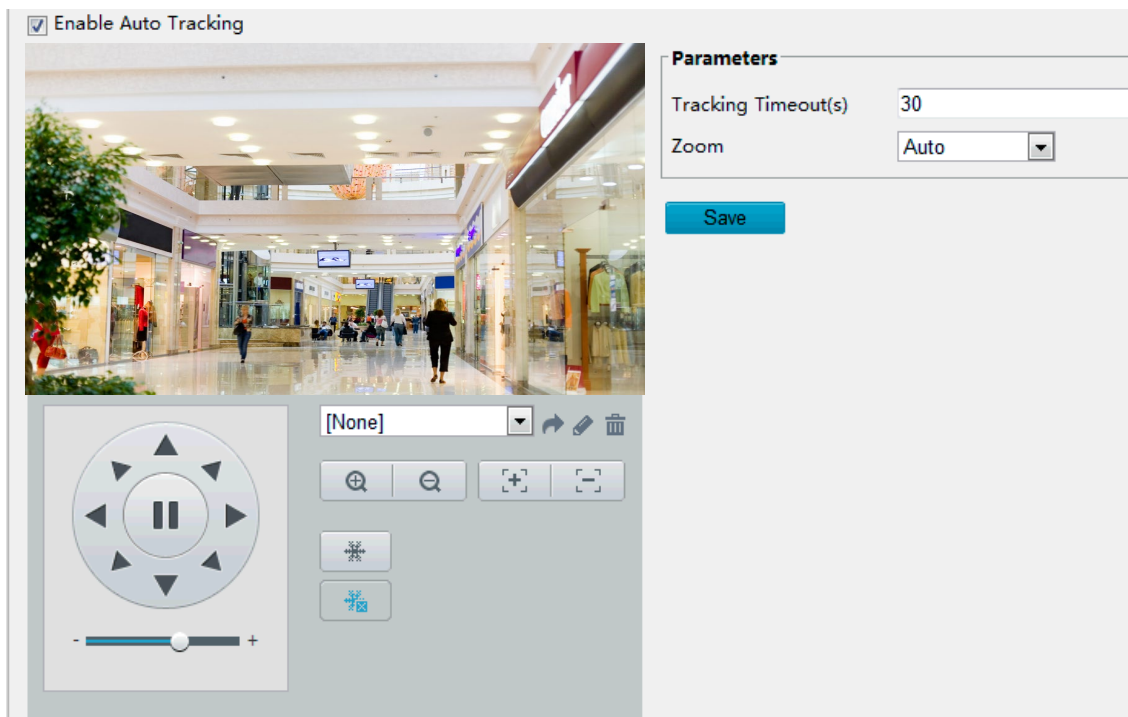 Enable Auto Tracking
Parameters
Tracking Timeout(s) 30
Zoom Auto
Save
[None]
- +